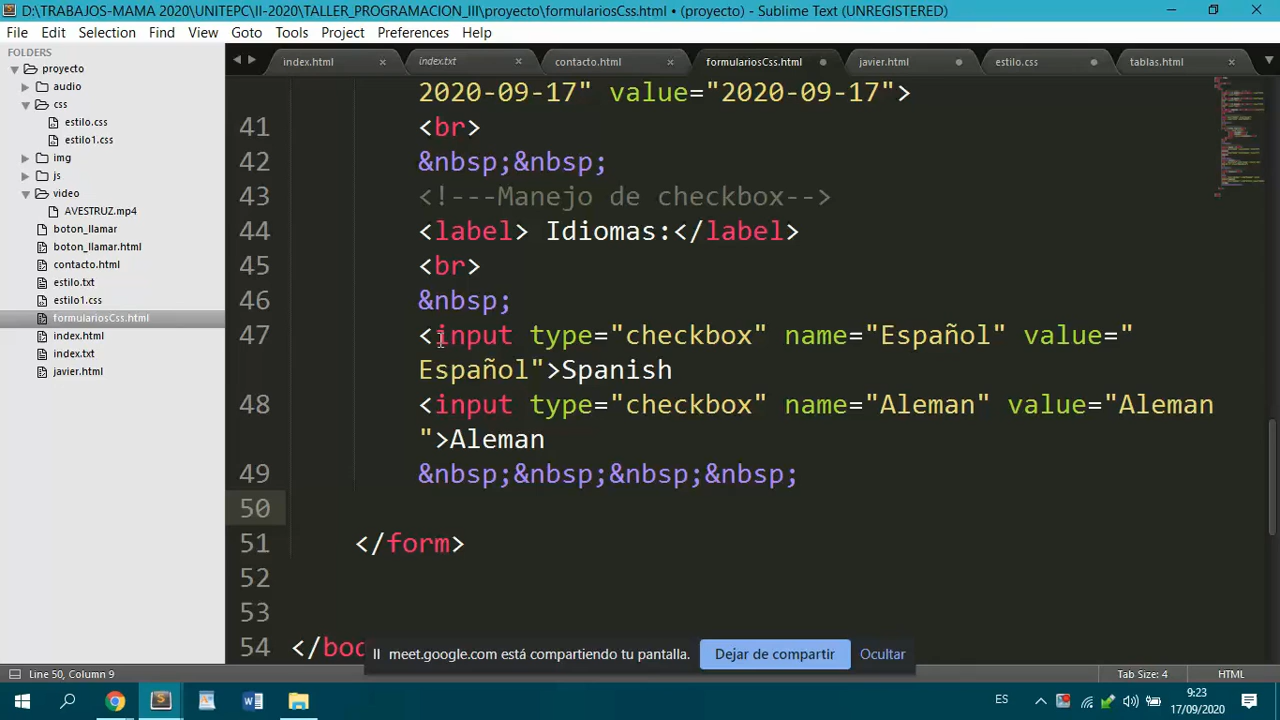 D:\TRABAJOS-MAMA 2020\UNITEPC\II-2020\TALLER_PROGRAMACON_III\proyecto\formulariosCss.html • (proyecto) - Sublime Text (UNREGISTERED)
File Edit Selection Find View Goto Tools Project Preferences Help
FOLDERS
proyecto
audio
css
estilo.css
estilo1.css
img
js
video
AVESTRUZ.mp4
boton_llamar
boton_llamar.html
contacto.html
estilo.txt
estilo1.css
formulariosCss.html
index.html
index.txt
javier.html
index.html index.txt contacto.html formulariosCss.html javier.html estilo.css tablas.html
2020-09-17" value="2020-09-17">
41 <br>
42 &nbsp;&nbsp;
43 <!---Manejo de checkbox-->
44 <label> Idiomas:</label>
45 <br>
46 &nbsp;
47 <input type="checkbox" name="Español" value="
Español">Spanish
48 <input type="checkbox" name="Aleman" value="Aleman
">Aleman
49 &nbsp;&nbsp;&nbsp;&nbsp;
50
51 </form>
52
53
54 </bod
meet.google.com está compartiendo tu pantalla. Dejar de compartir Ocultar
Line 50, Column 9 Tab Size: 4 HTML
ES 9:23
17/09/2020